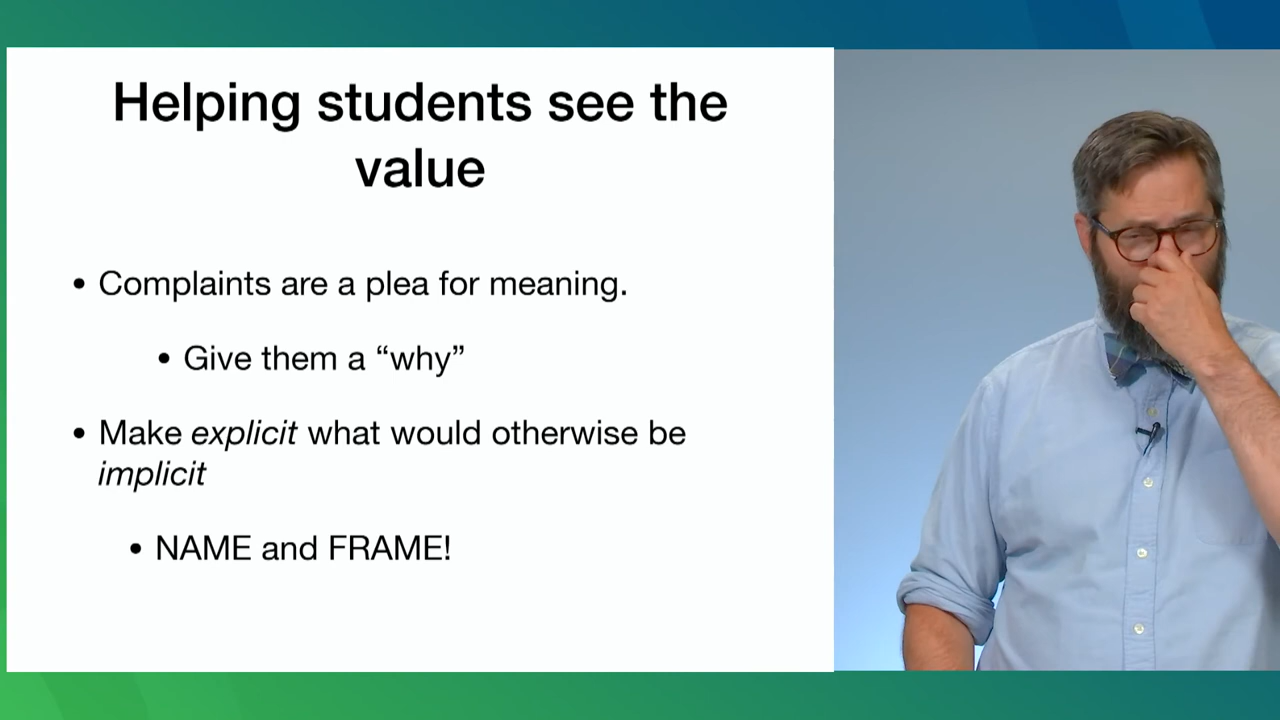 Helping students see the
value
• Complaints are a plea for meaning.
• Give them a “why”
• Make explicit what would otherwise be
implicit
• NAME and FRAME!